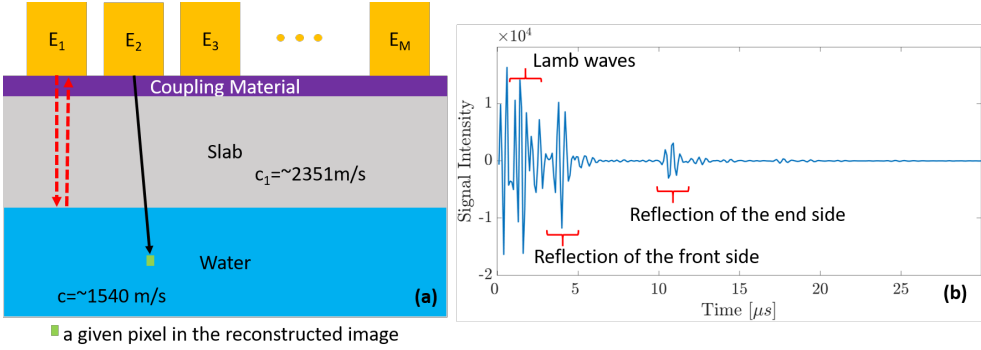 E1 E2 E3 EM
Coupling Material
Slab
c1=~2351m/s
Water
c=~1540 m/s
(a)
a given pixel in the reconstructed image
×10⁴
Lamb waves
1
0
-1
-2
Signal Intensity
Reflection of the end side
Reflection of the front side
0 5 10 15 20 25
Time [μs]
(b)